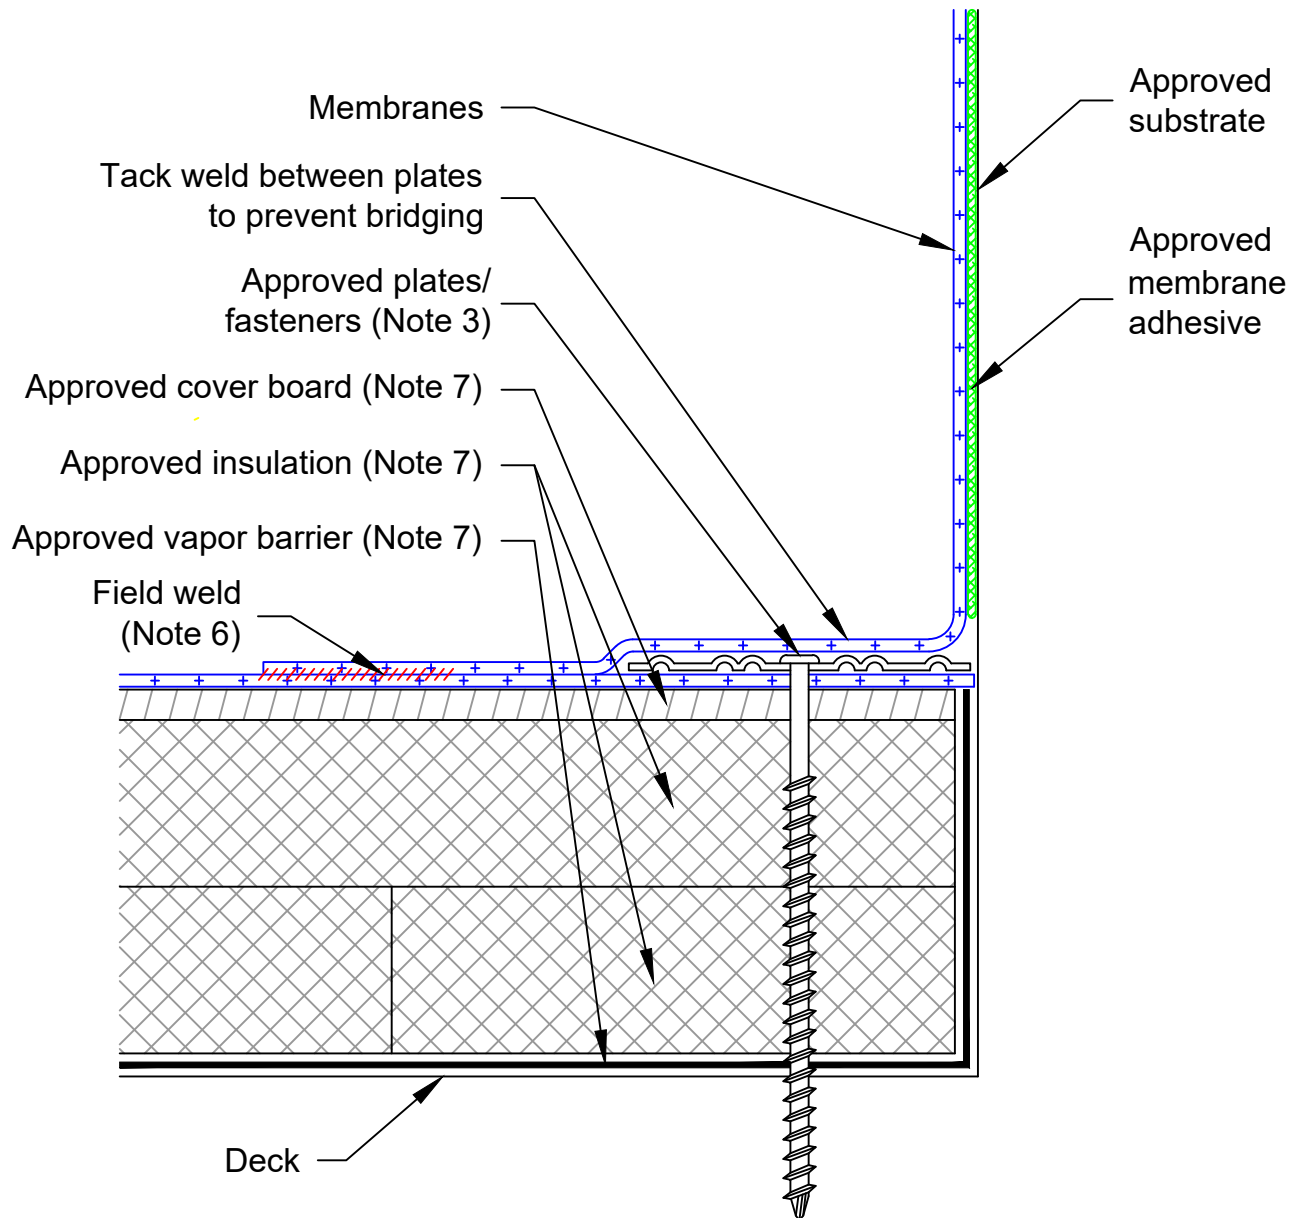 Membranes
Tack weld between plates
to prevent bridging
Approved plates/
fasteners (Note 3)
Approved cover board (Note 7)
Approved insulation (Note 7)
Approved vapor barrier (Note 7)
Field weld
(Note 6)
Deck
Approved
substrate
Approved
membrane
adhesive